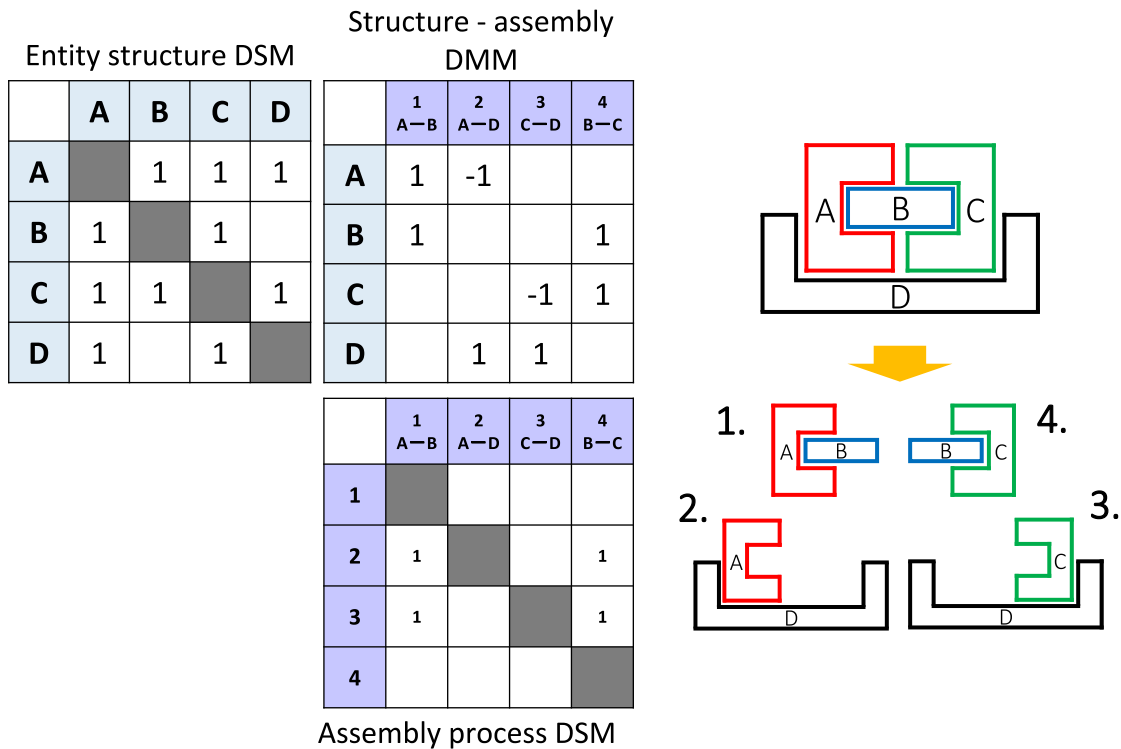 Entity structure DSM
A B C D
A 1 1 1
B 1 1
C 1 1 1
D 1 1
Structure - assembly
DMM
1 2 3 4
A—B A—D C—D B—C
A 1 -1
B 1 1
C -1 1
D 1 1
1 2 3 4
A—B A—D C—D B—C
1
2 1 1
3 1 1
4
Assembly process DSM
A B C
D
1. A B
B C 4.
2. A
D
C 3.
D